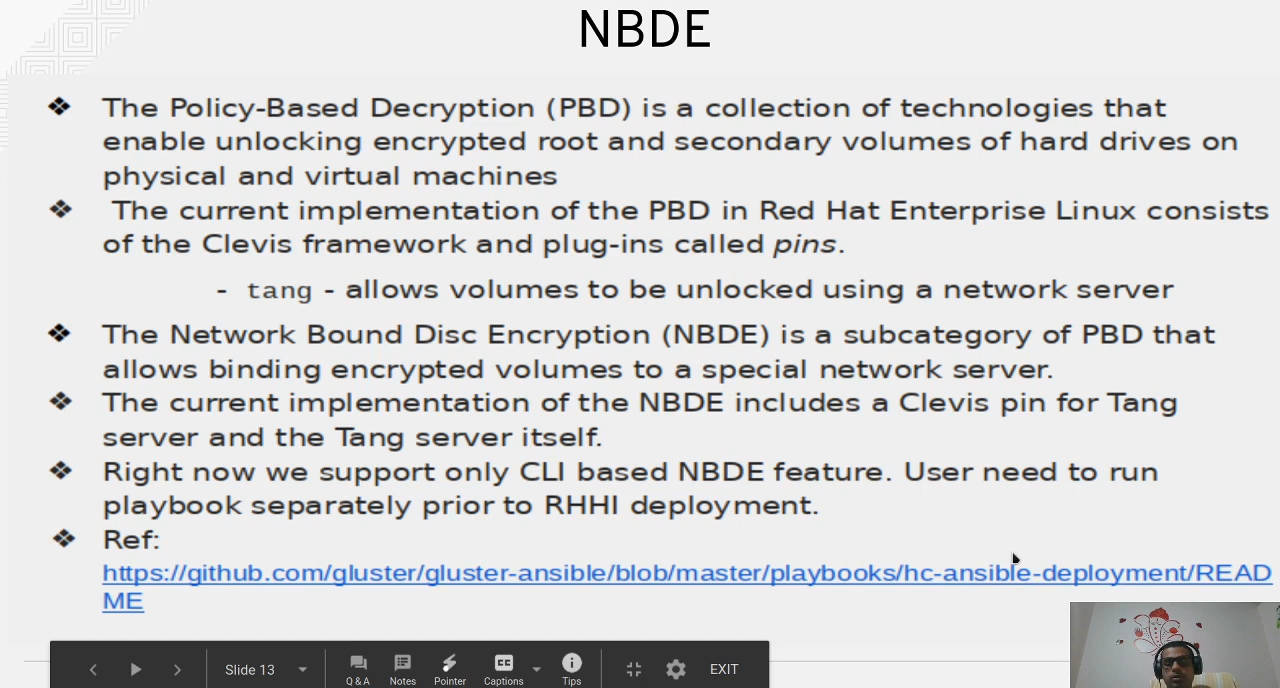 NBDE
❖ The Policy-Based Decryption (PBD) is a collection of technologies that
enable unlocking encrypted root and secondary volumes of hard drives on
physical and virtual machines
❖ The current implementation of the PBD in Red Hat Enterprise Linux consists
of the Clevis framework and plug-ins called pins.
- tang - allows volumes to be unlocked using a network server
❖ The Network Bound Disc Encryption (NBDE) is a subcategory of PBD that
allows binding encrypted volumes to a special network server.
❖ The current implementation of the NBDE includes a Clevis pin for Tang
server and the Tang server itself.
❖ Right now we support only CLI based NBDE feature. User need to run
playbook separately prior to RHHI deployment.
❖ Ref:
https://github.com/gluster/gluster-ansible/blob/master/playbooks/hc-ansible-deployment/READ
ME
Slide 13 Q & A Notes Pointer CC Captions Tips EXIT